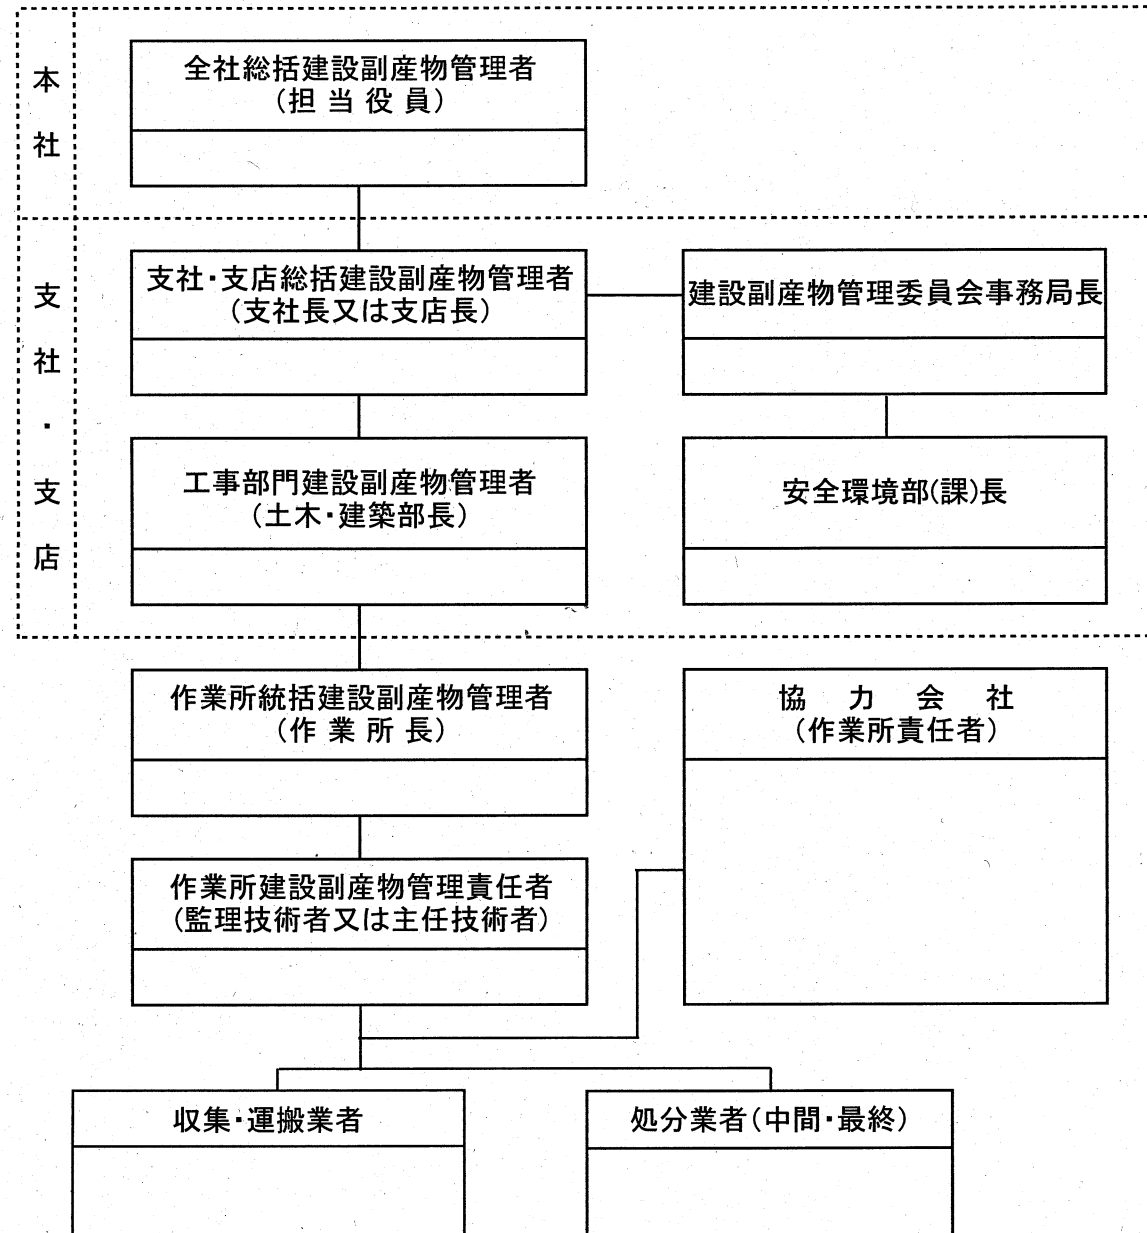 本社
全社総括建設副産物管理者
(担当役員)
支社・支店
支社・支店総括建設副産物管理者
(支社長又は支店長)
建設副産物管理委員会事務局長
工事部門建設副産物管理者
(土木・建築部長)
安全環境部(課)長
作業所統括建設副産物管理者
(作業所長)
協力会社
(作業所責任者)
作業所建設副産物管理責任者
(監理技術者又は主任技術者)
収集・運搬業者
処分業者(中間・最終)